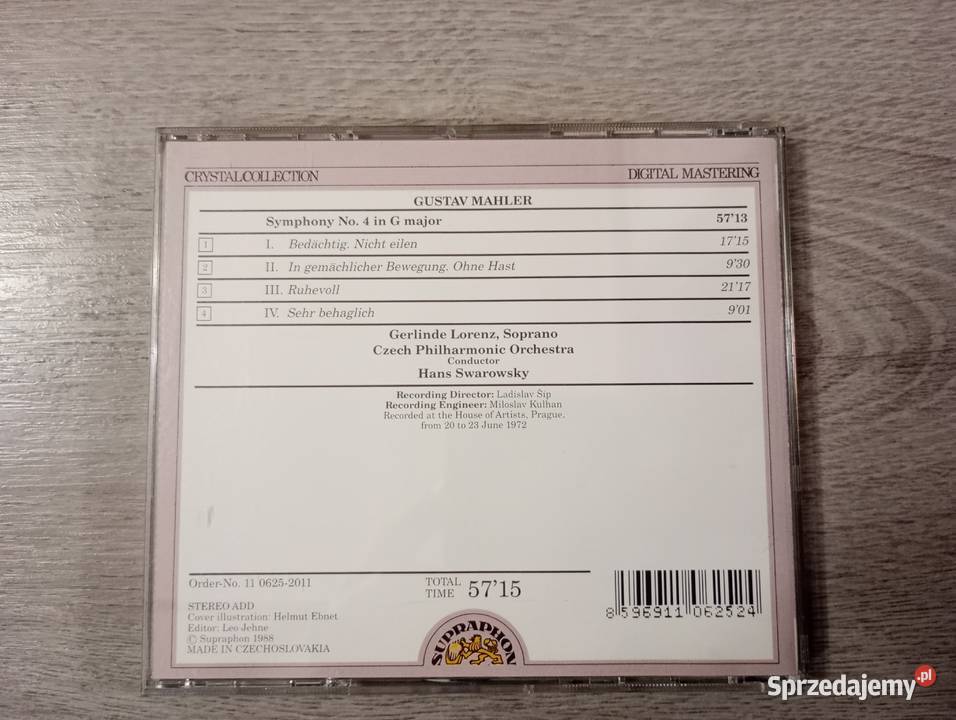 CRYSTALCOLLECTION DIGITAL MASTERING
GUSTAV MAHLER
Symphony No. 4 in G major 57'13
1 I. Bedächtig. Nicht eilen 17'15
2 II. In gemächlicher Bewegung. Ohne Hast 9'30
3 III. Ruhevoll 21'17
4 IV. Sehr behaglich 9'01
Gerlinde Lorenz, Soprano
Czech Philharmonic Orchestra
Conductor
Hans Swarowsky
Recording Director: Ladislav Šíp
Recording Engineer: Miloslav Kulhan
Recorded at the House of Artists, Prague,
from 20 to 23 June 1972
Order-No. 11 0625-2011
TOTAL
TIME 57'15
STEREO ADD
Cover illustration: Helmut Ebnet
Editor: Leo Jehne
© Supraphon 1988
MADE IN CZECHOSLOVAKIA
SUPRAPHON
8 596911 062524
Sprzedajemy.pl